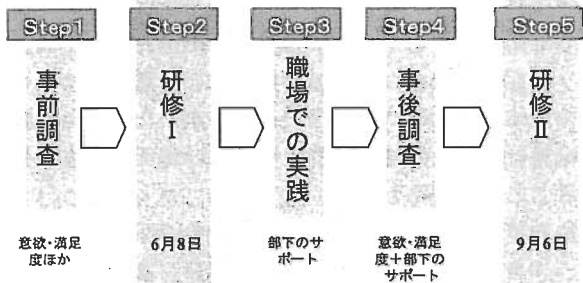 Step1
Step2
Step3
Step4
Step5
事前調査
研修Ⅰ
職場での実践
事後調査
研修Ⅱ
意欲・満足
度ほか
6月8日
部下のサ
ポート
意欲・満足
度＋部下の
サポート
9月6日